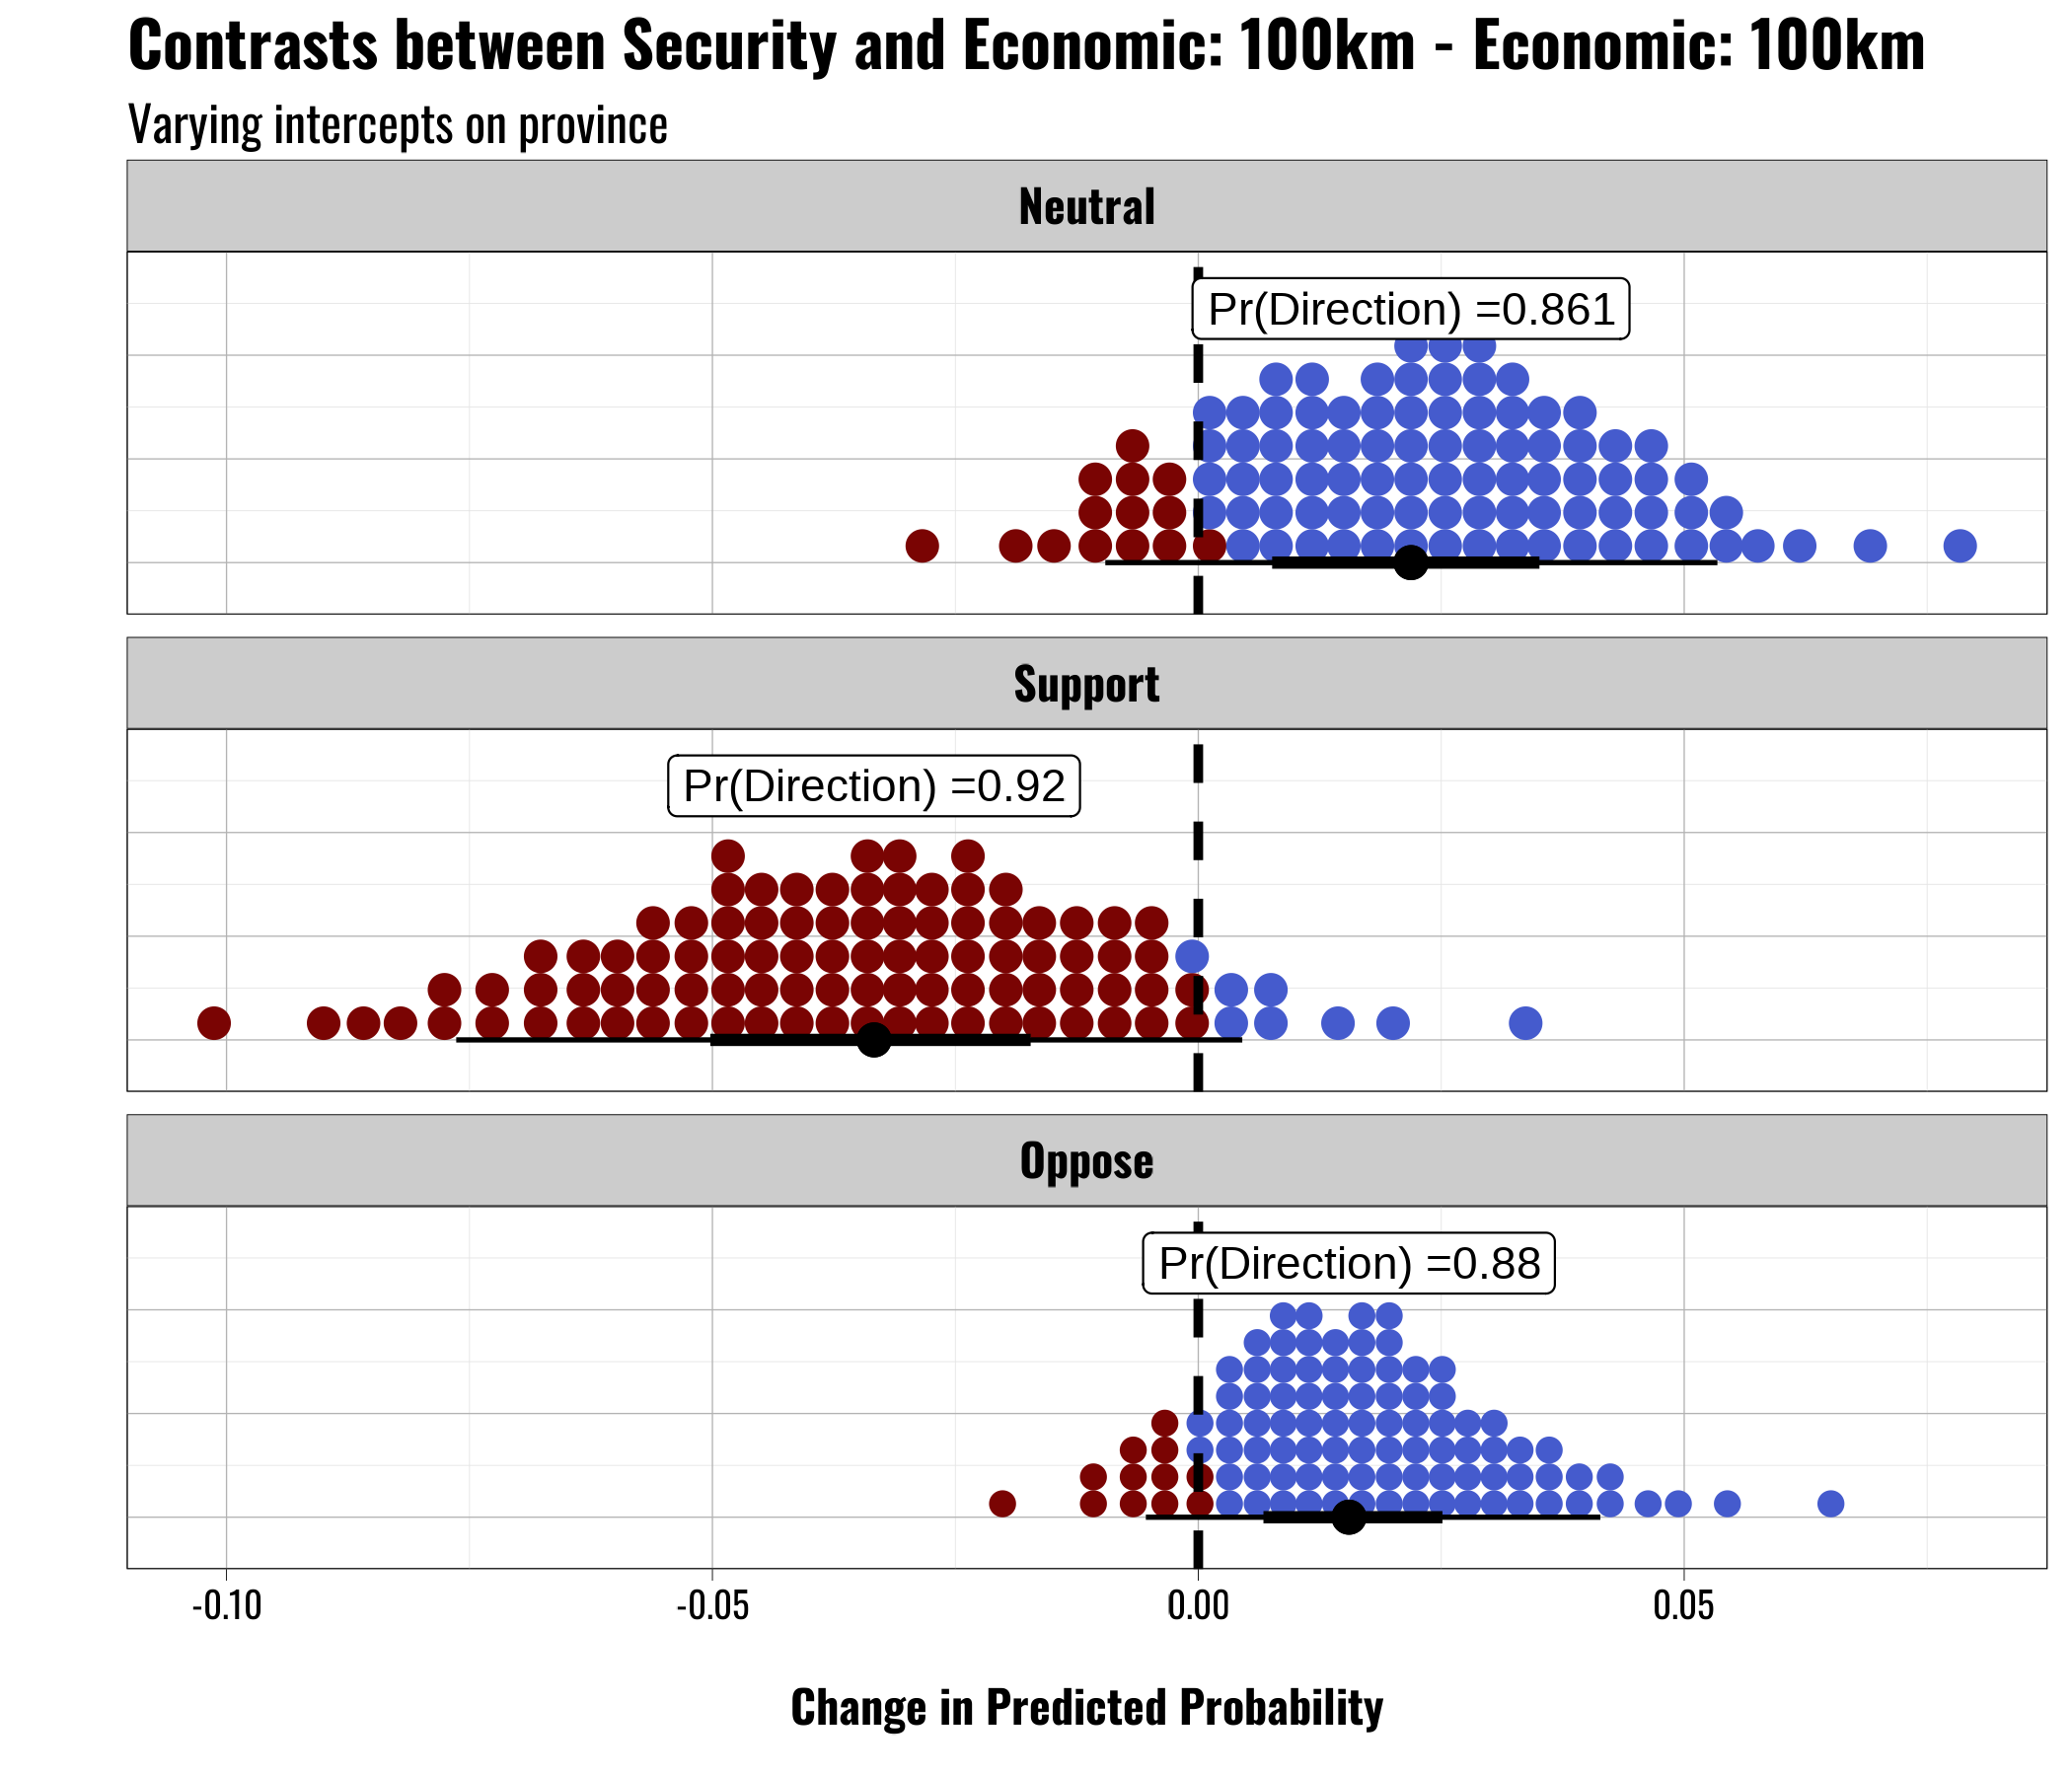 Contrasts between Security and Economic: 100km - Economic: 100km
Varying intercepts on province
Neutral
Pr(Direction) =0.861
Support
Pr(Direction) =0.92
Oppose
Pr(Direction) =0.88
-0.10 -0.05 0.00 0.05
Change in Predicted Probability